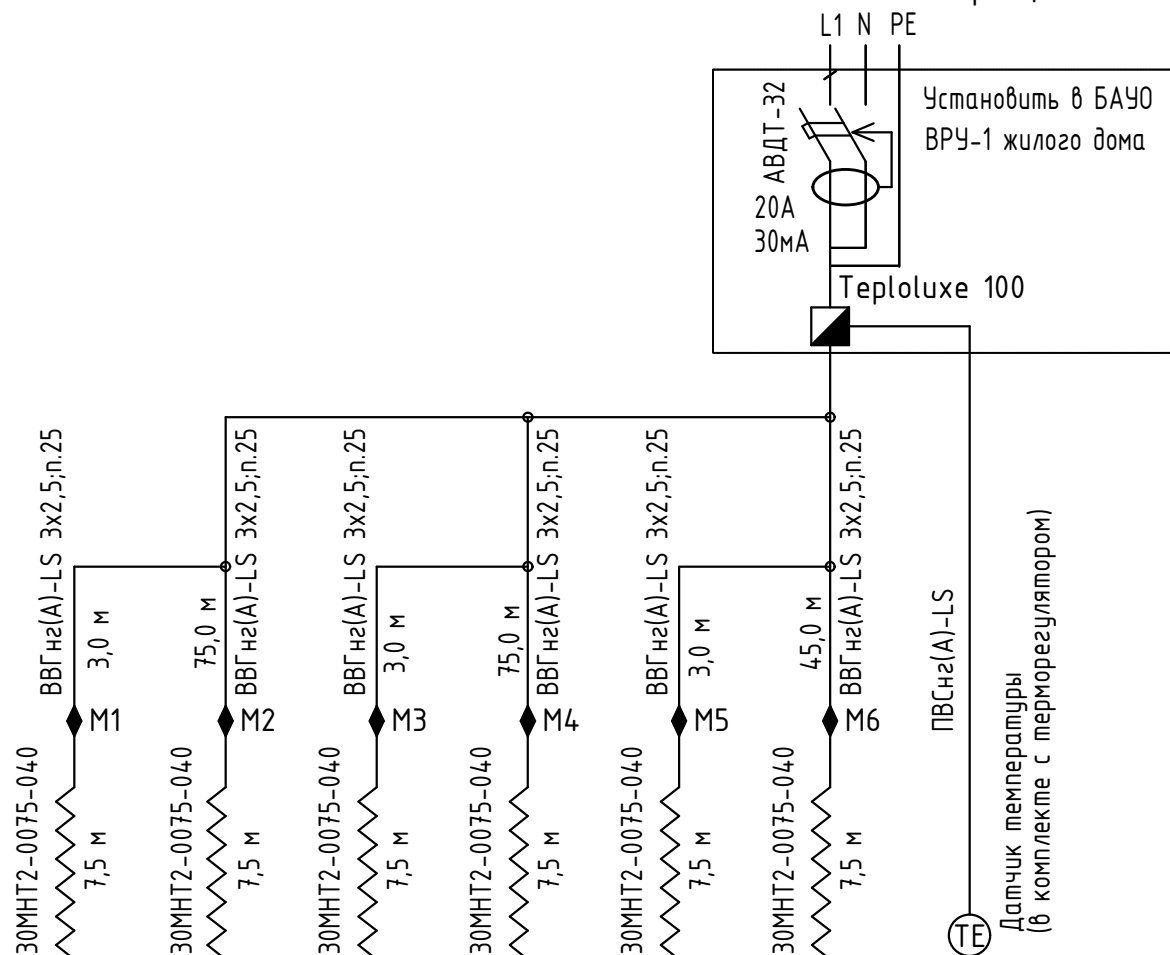 L1 N PE
Установить в БАУО
ВРУ-1 жилого дома
АВДТ-32
20А
30мА
Teploluxe 100
ВВГнг(А)-LS 3х2,5;п.25
3,0 м
ВВГнг(А)-LS 3х2,5;п.25
75,0 м
ВВГнг(А)-LS 3х2,5;п.25
3,0 м
ВВГнг(А)-LS 3х2,5;п.25
75,0 м
ВВГнг(А)-LS 3х2,5;п.25
3,0 м
ВВГнг(А)-LS 3х2,5;п.25
45,0 м
ПВСнг(А)-LS
Датчик температуры
(в комплекте с терморегулятором)
М1
М2
М3
М4
М5
М6
30МНТ2-0075-040
7,5 м
30МНТ2-0075-040
7,5 м
30МНТ2-0075-040
7,5 м
30МНТ2-0075-040
7,5 м
30МНТ2-0075-040
7,5 м
30МНТ2-0075-040
7,5 м
TE